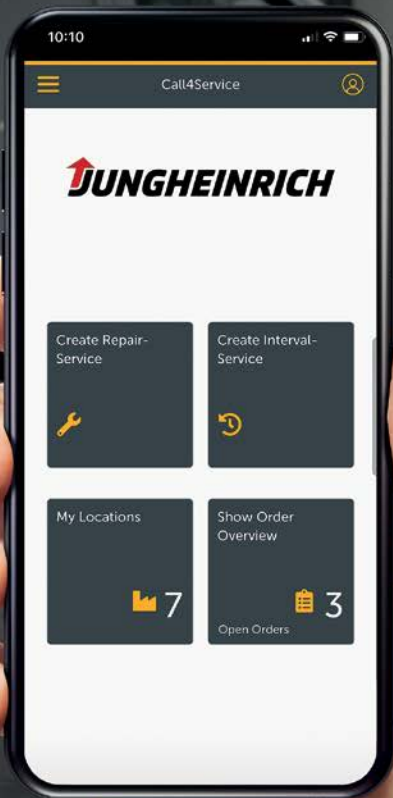 10:10
Call4Service
JUNGHEINRICH
Create Repair-
Service
Create Interval-
Service
My Locations
7
Show Order
Overview
3
Open Orders